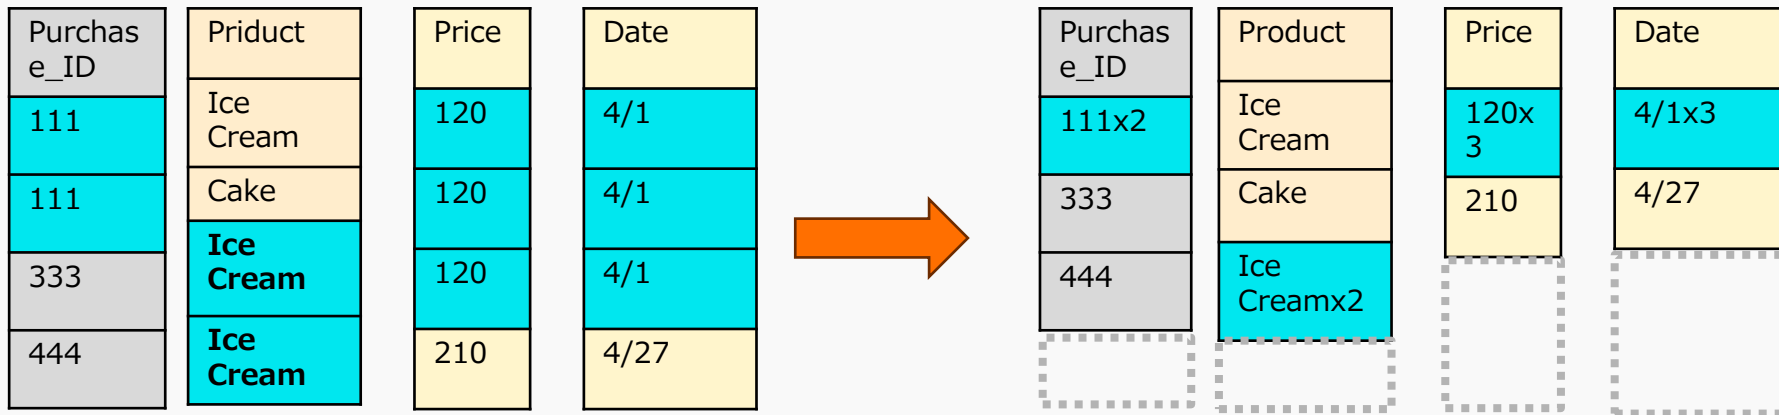 Purchas
e_ID
111
111
333
444
Priduct
Ice
Cream
Cake
Ice
Cream
Ice
Cream
Price
120
120
120
210
Date
4/1
4/1
4/1
4/27
Purchas
e_ID
111x2
333
444
Product
Ice
Cream
Cake
Ice
Creamx2
Price
120x
3
210
Date
4/1x3
4/27